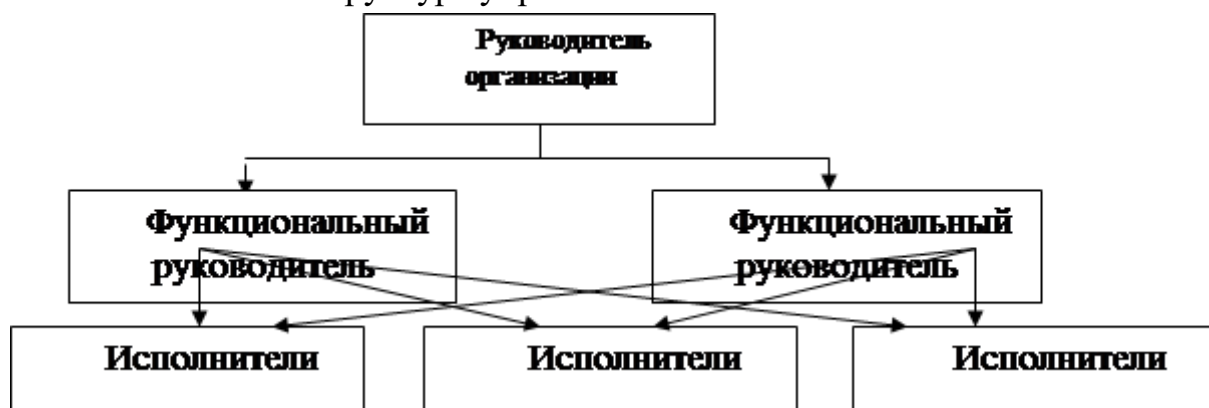 Руководитель
организации
Функциональный
руководитель
Функциональный
руководитель
Исполнители
Исполнители
Исполнители